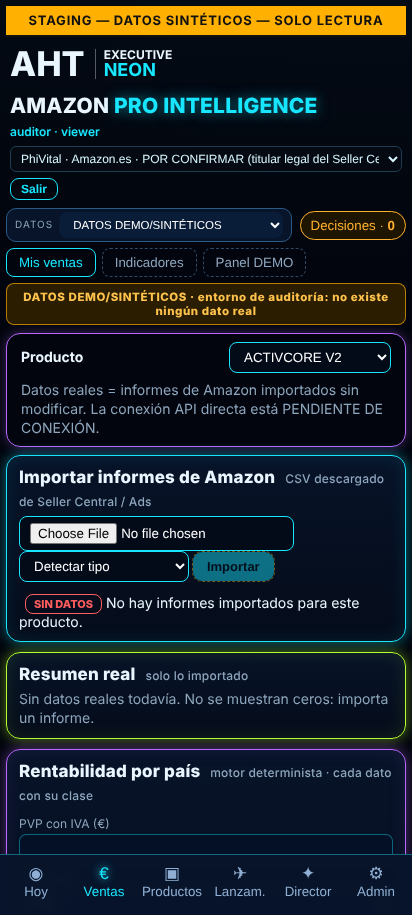 STAGING — DATOS SINTÉTICOS — SOLO LECTURA
AHT
EXECUTIVE
NEON
AMAZON PRO INTELLIGENCE
auditor · viewer
PhiVital · Amazon.es · POR CONFIRMAR (titular legal del Seller Ce
Salir
DATOS DATOS DEMO/SINTÉTICOS
Decisiones · 0
Mis ventas Indicadores Panel DEMO
DATOS DEMO/SINTÉTICOS · entorno de auditoría: no existe
ningún dato real
Producto ACTIVCORE V2
Datos reales = informes de Amazon importados sin
modificar. La conexión API directa está PENDIENTE DE
CONEXIÓN.
Importar informes de Amazon CSV descargado
de Seller Central / Ads
Choose File No file chosen
Detectar tipo Importar
SIN DATOS No hay informes importados para este
producto.
Resumen real solo lo importado
Sin datos reales todavía. No se muestran ceros: importa
un informe.
Rentabilidad por país motor determinista · cada dato
con su clase
PVP con IVA (€)
€
Hoy Ventas Productos Lanzam. Director Admin